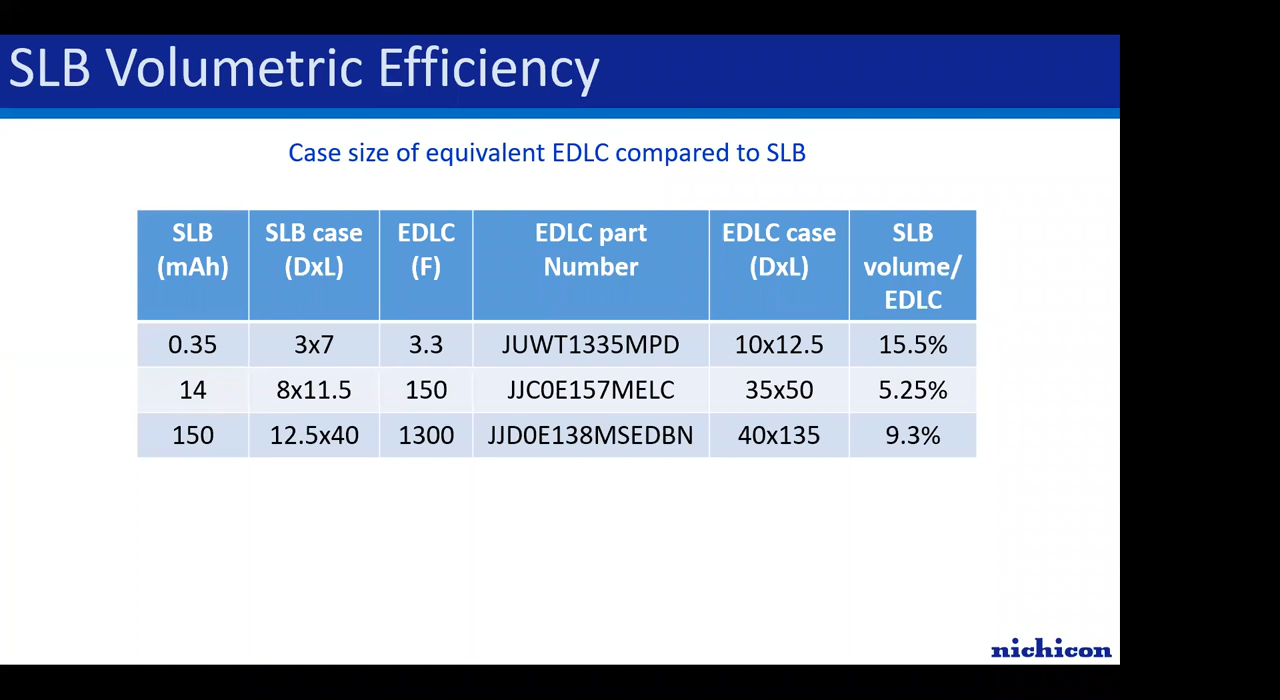 SLB Volumetric Efficiency
Case size of equivalent EDLC compared to SLB
SLB (mAh) SLB case (DxL) EDLC (F) EDLC part Number EDLC case (DxL) SLB volume/ EDLC
0.35 3x7 3.3 JUWT1335MPD 10x12.5 15.5%
14 8x11.5 150 JJC0E157MELC 35x50 5.25%
150 12.5x40 1300 JJD0E138MSEDBN 40x135 9.3%
nichicon